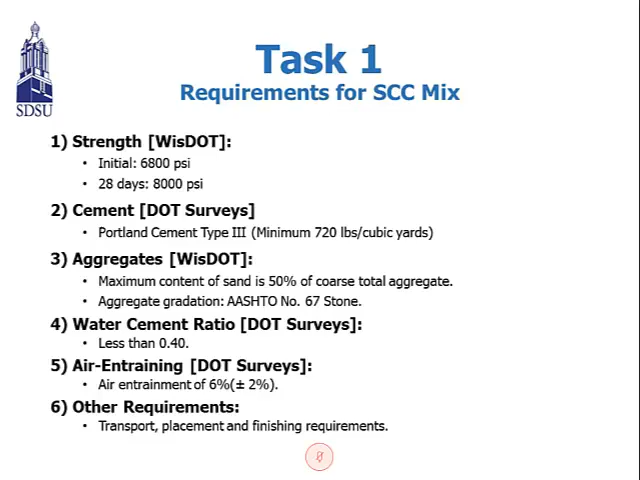 Task 1
Requirements for SCC Mix
SDSU
1) Strength [WisDOT]:
• Initial: 6800 psi
• 28 days: 8000 psi
2) Cement [DOT Surveys]
• Portland Cement Type III (Minimum 720 lbs/cubic yards)
3) Aggregates [WisDOT]:
• Maximum content of sand is 50% of coarse total aggregate.
• Aggregate gradation: AASHTO No. 67 Stone.
4) Water Cement Ratio [DOT Surveys]:
• Less than 0.40.
5) Air-Entraining [DOT Surveys]:
• Air entrainment of 6%(± 2%).
6) Other Requirements:
• Transport, placement and finishing requirements.